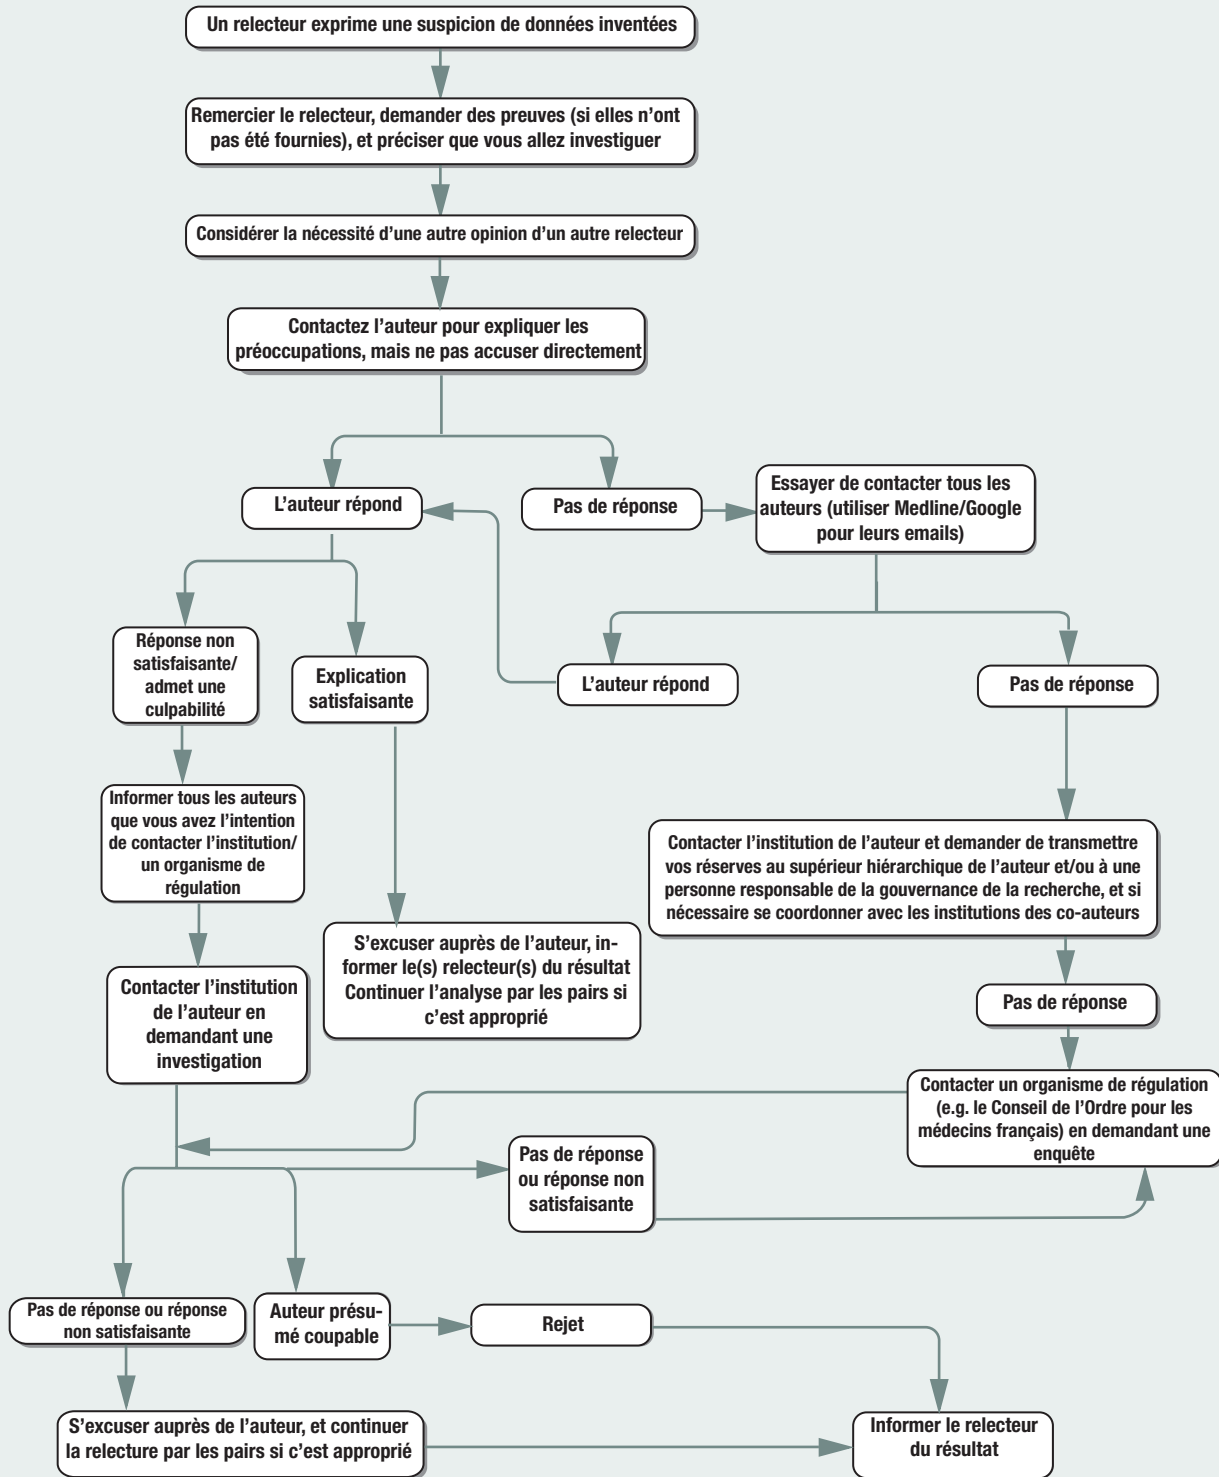 Un relecteur exprime une suspicion de données inventées
Remercier le relecteur, demander des preuves (si elles n'ont
pas été fournies), et préciser que vous allez investiguer
Considérer la nécessité d'une autre opinion d'un autre relecteur
Contactez l'auteur pour expliquer les
préoccupations, mais ne pas accuser directement
L'auteur répond
Pas de réponse
Essayer de contacter tous les
auteurs (utiliser Medline/Google
pour leurs emails)
Réponse non
satisfaisante/
admet une
culpabilité
Explication
satisfaisante
L'auteur répond
Pas de réponse
Informer tous les auteurs
que vous avez l'intention
de contacter l'institution/
un organisme de
régulation
Contacter l'institution de l'auteur et demander de transmettre
vos réserves au supérieur hiérarchique de l'auteur et/ou à une
personne responsable de la gouvernance de la recherche, et si
nécessaire se coordonner avec les institutions des co-auteurs
S'excuser auprès de l'auteur, in-
former le(s) relecteur(s) du résultat
Continuer l'analyse par les pairs si
c'est approprié
Contacter l'institution
de l'auteur en
demandant une
investigation
Pas de réponse
Contacter un organisme de régulation
(e.g. le Conseil de l'Ordre pour les
médecins français) en demandant une
enquête
Pas de réponse
ou réponse non
satisfaisante
Pas de réponse ou réponse
non satisfaisante
Auteur présu-
mé coupable
Rejet
S'excuser auprès de l'auteur, et continuer
la relecture par les pairs si c'est approprié
Informer le relecteur
du résultat